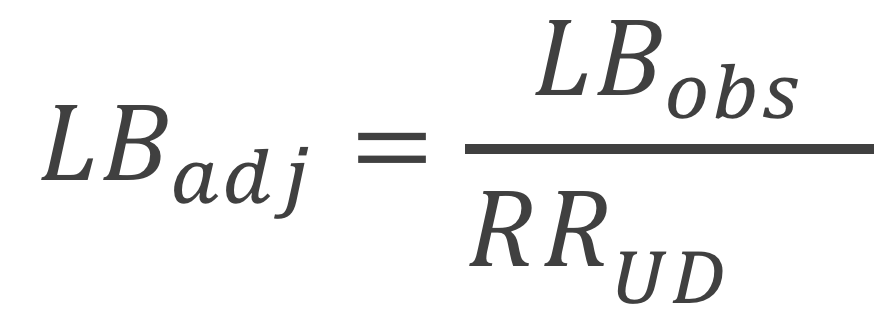 LB_adj = LB_obs / RR_UD